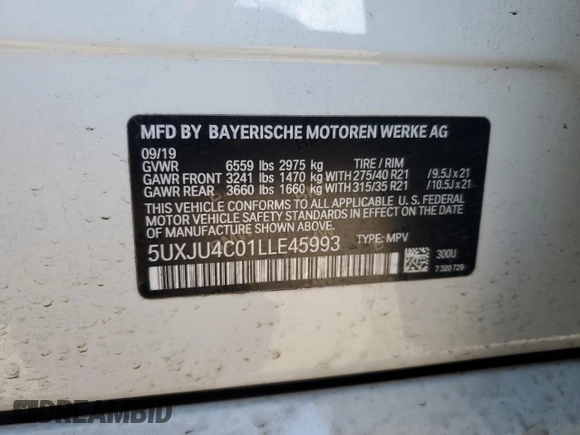 MFD BY BAYERISCHE MOTOREN WERKE AG
09/19
GVWR 6559 lbs 2975 kg TIRE / RIM
GAWR FRONT 3241 lbs 1470 kg WITH 275/40 R21 /9.5Jx21
GAWR REAR 3660 lbs 1660 kg WITH 315/35 R21 /10.5Jx21
THIS VEHICLE CONFORMS TO ALL APPLICABLE U. S. FEDERAL
MOTOR VEHICLE SAFETY STANDARDS IN EFFECT ON THE DATE
OF MANUFACTURE SHOWN ABOVE.
5UXJU4C01LLE45993 TYPE: MPV
300U
7 320 729
DREAMBID